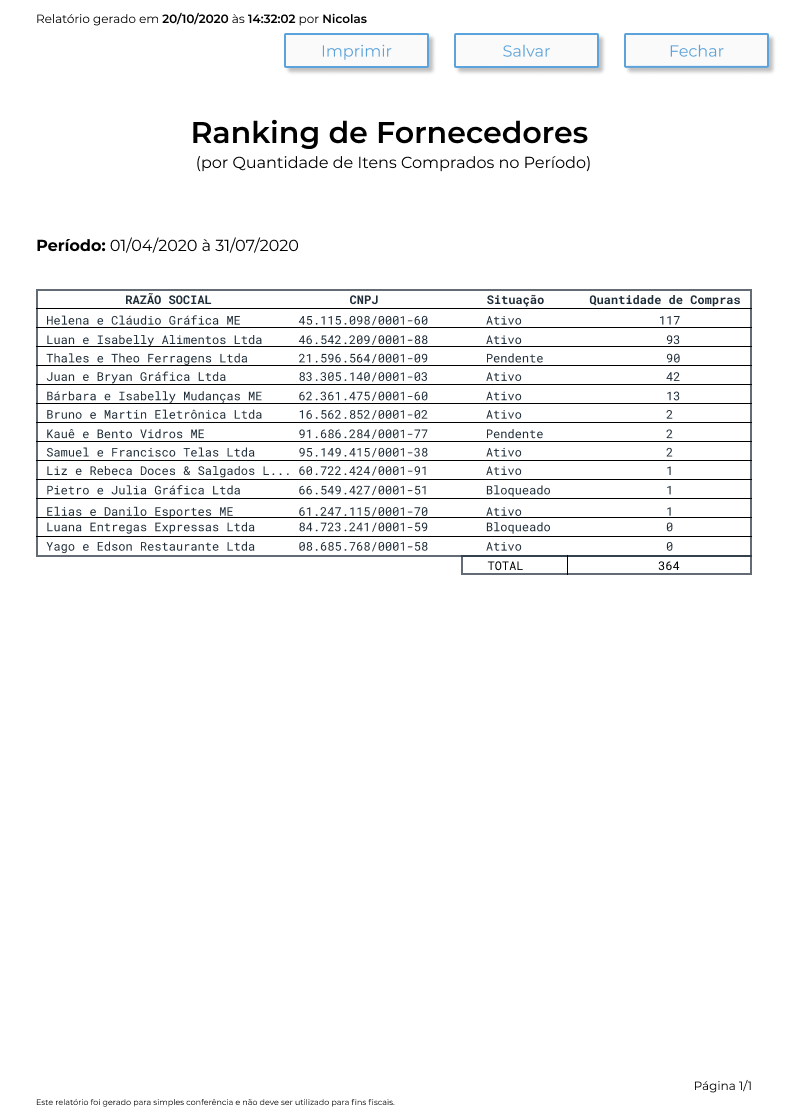 Relatório gerado em 20/10/2020 às 14:32:02 por Nicolas
Imprimir Salvar Fechar
Ranking de Fornecedores
(por Quantidade de Itens Comprados no Período)
Período: 01/04/2020 à 31/07/2020
RAZÃO SOCIAL CNPJ Situação Quantidade de Compras
Helena e Cláudio Gráfica ME 45.115.098/0001-60 Ativo 117
Luan e Isabelly Alimentos Ltda 46.542.209/0001-88 Ativo 93
Thales e Theo Ferragens Ltda 21.596.564/0001-09 Pendente 90
Juan e Bryan Gráfica Ltda 83.305.140/0001-03 Ativo 42
Bárbara e Isabelly Mudanças ME 62.361.475/0001-60 Ativo 13
Bruno e Martin Eletrônica Ltda 16.562.852/0001-02 Ativo 2
Kauê e Bento Vidros ME 91.686.284/0001-77 Pendente 2
Samuel e Francisco Telas Ltda 95.149.415/0001-38 Ativo 2
Liz e Rebeca Doces & Salgados L... 60.722.424/0001-91 Ativo 1
Pietro e Julia Gráfica Ltda 66.549.427/0001-51 Bloqueado 1
Elias e Danilo Esportes ME 61.247.115/0001-70 Ativo 1
Luana Entregas Expressas Ltda 84.723.241/0001-59 Bloqueado 0
Yago e Edson Restaurante Ltda 08.685.768/0001-58 Ativo 0
TOTAL 364
Página 1/1
Este relatório foi gerado para simples conferência e não deve ser utilizado para fins fiscais.